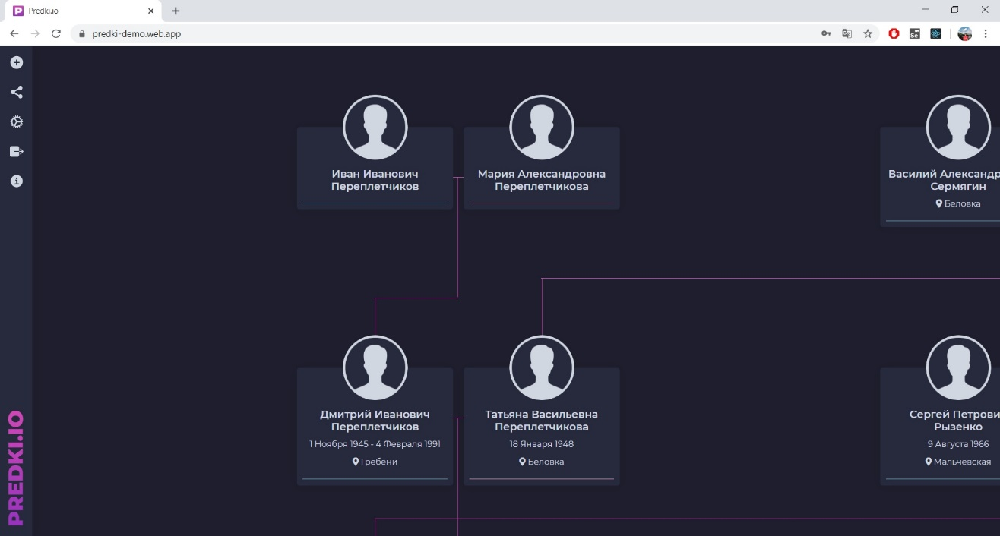 Predki.io
predki-demo.web.app
Иван Иванович
Переплетчиков
Мария Александровна
Переплетчикова
Василий Александр
Сермягин
Беловка
Дмитрий Иванович
Переплетчиков
1 Ноября 1945 - 4 Февраля 1991
Гребени
Татьяна Васильевна
Переплетчикова
18 Января 1948
Беловка
Сергей Петрови
Рызенко
9 Августа 1966
Мальчевская
PREDKI.IO